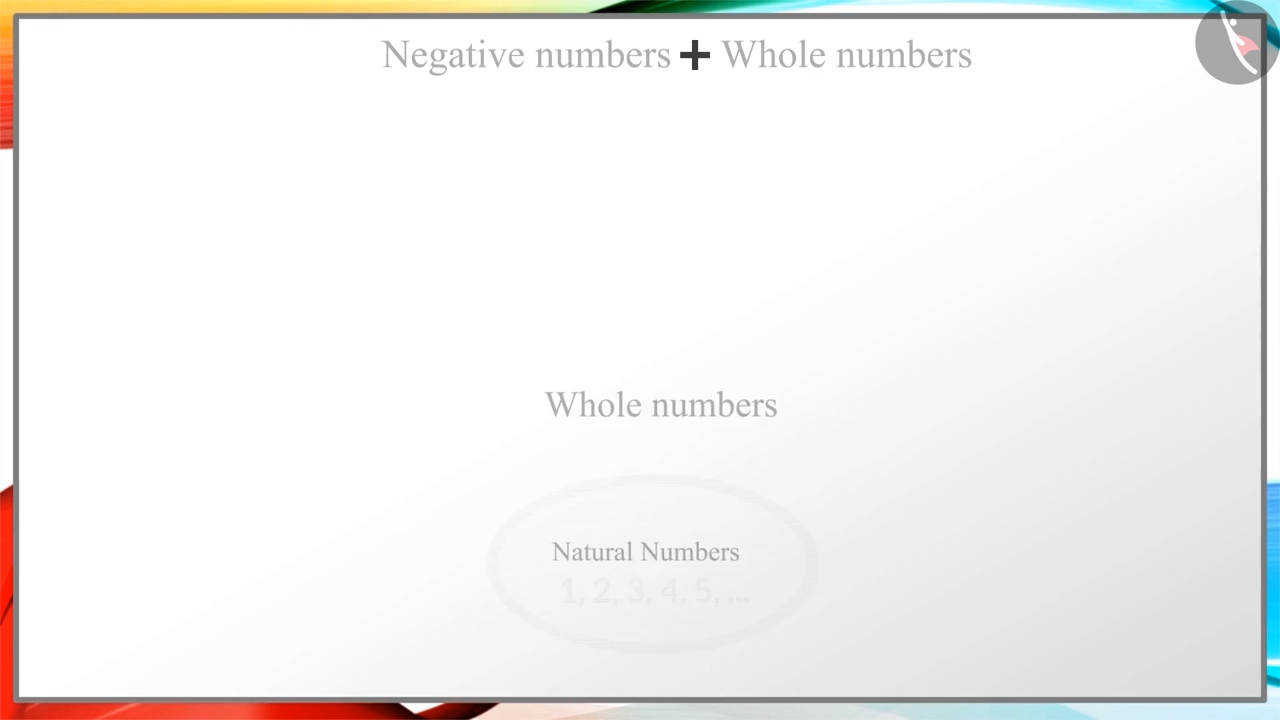 Negative numbers + Whole numbers
Whole numbers
Natural Numbers
1, 2, 3, 4, 5, ...